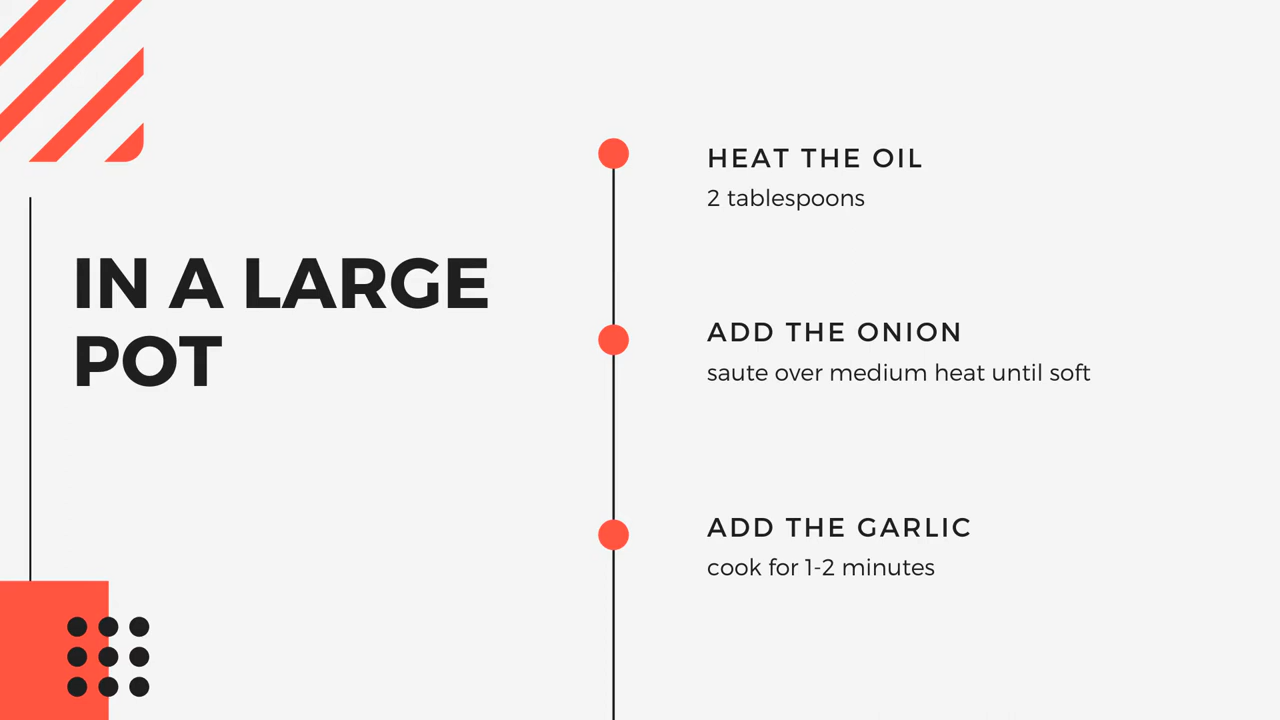 IN A LARGE
POT
HEAT THE OIL
2 tablespoons
ADD THE ONION
saute over medium heat until soft
ADD THE GARLIC
cook for 1-2 minutes